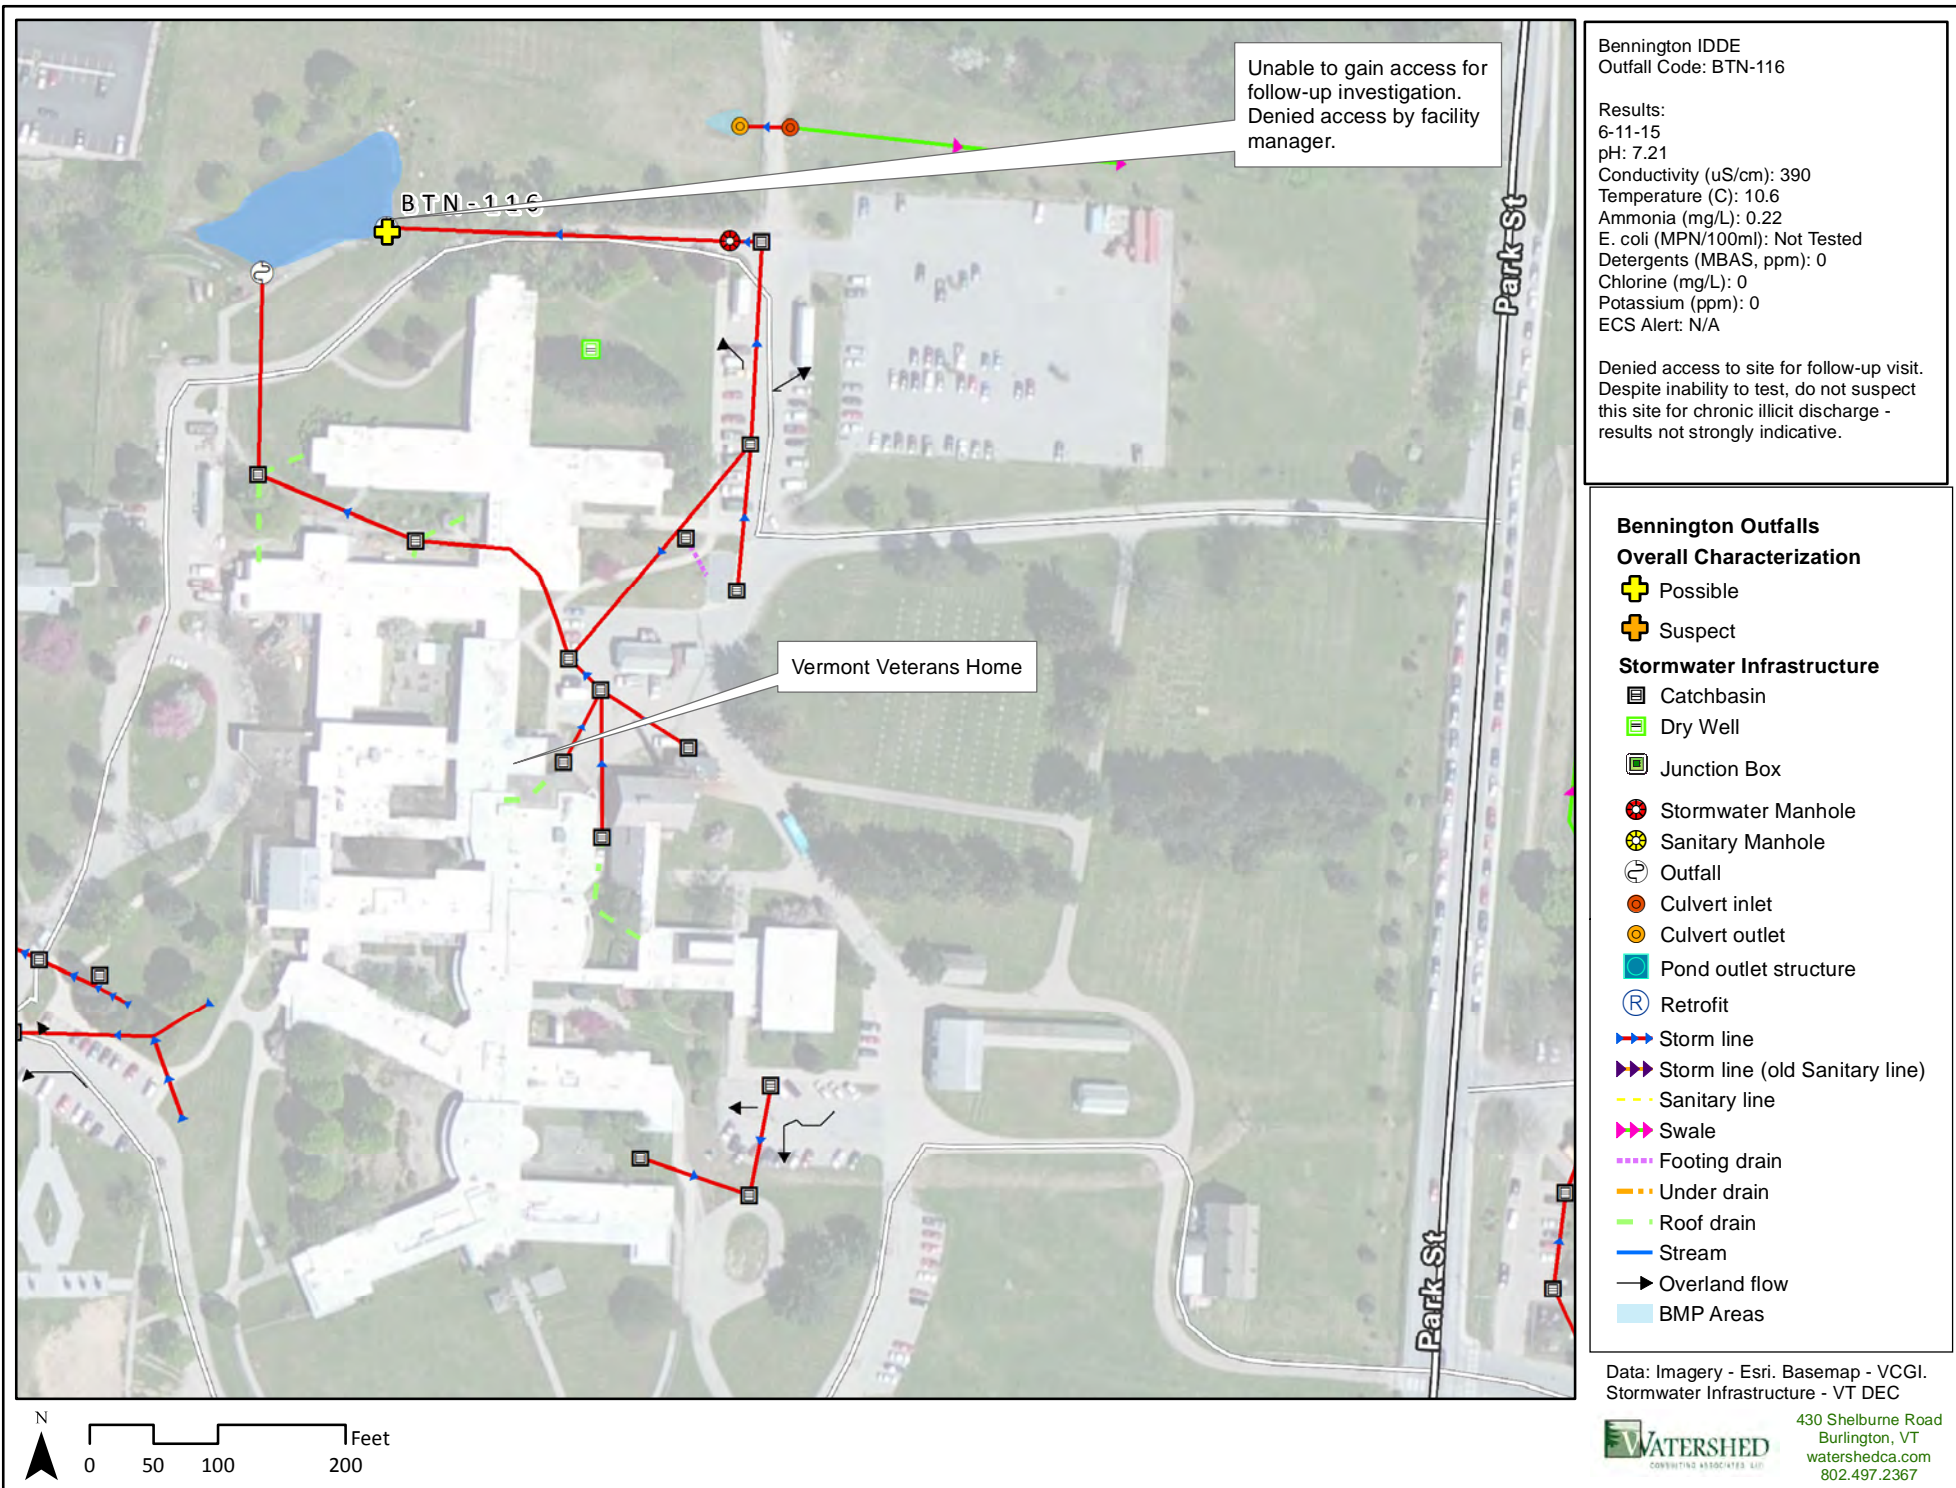 Unable to gain access for
follow-up investigation.
Denied access by facility
manager.
BTN-116
Park St
Vermont Veterans Home
Park St
Bennington IDDE
Outfall Code: BTN-116
Results:
6-11-15
pH: 7.21
Conductivity (uS/cm): 390
Temperature (C): 10.6
Ammonia (mg/L): 0.22
E. coli (MPN/100ml): Not Tested
Detergents (MBAS, ppm): 0
Chlorine (mg/L): 0
Potassium (ppm): 0
ECS Alert: N/A
Denied access to site for follow-up visit.
Despite inability to test, do not suspect
this site for chronic illicit discharge -
results not strongly indicative.
Bennington Outfalls
Overall Characterization
Possible
Suspect
Stormwater Infrastructure
Catchbasin
Dry Well
Junction Box
Stormwater Manhole
Sanitary Manhole
Outfall
Culvert inlet
Culvert outlet
Pond outlet structure
R Retrofit
Storm line
Storm line (old Sanitary line)
Sanitary line
Swale
Footing drain
Under drain
Roof drain
Stream
Overland flow
BMP Areas
Data: Imagery - Esri. Basemap - VCGI.
Stormwater Infrastructure - VT DEC
WATERSHED
CONSULTING ASSOCIATES, LLC
430 Shelburne Road
Burlington, VT
watershedca.com
802.497.2367
N
Feet
0 50 100 200